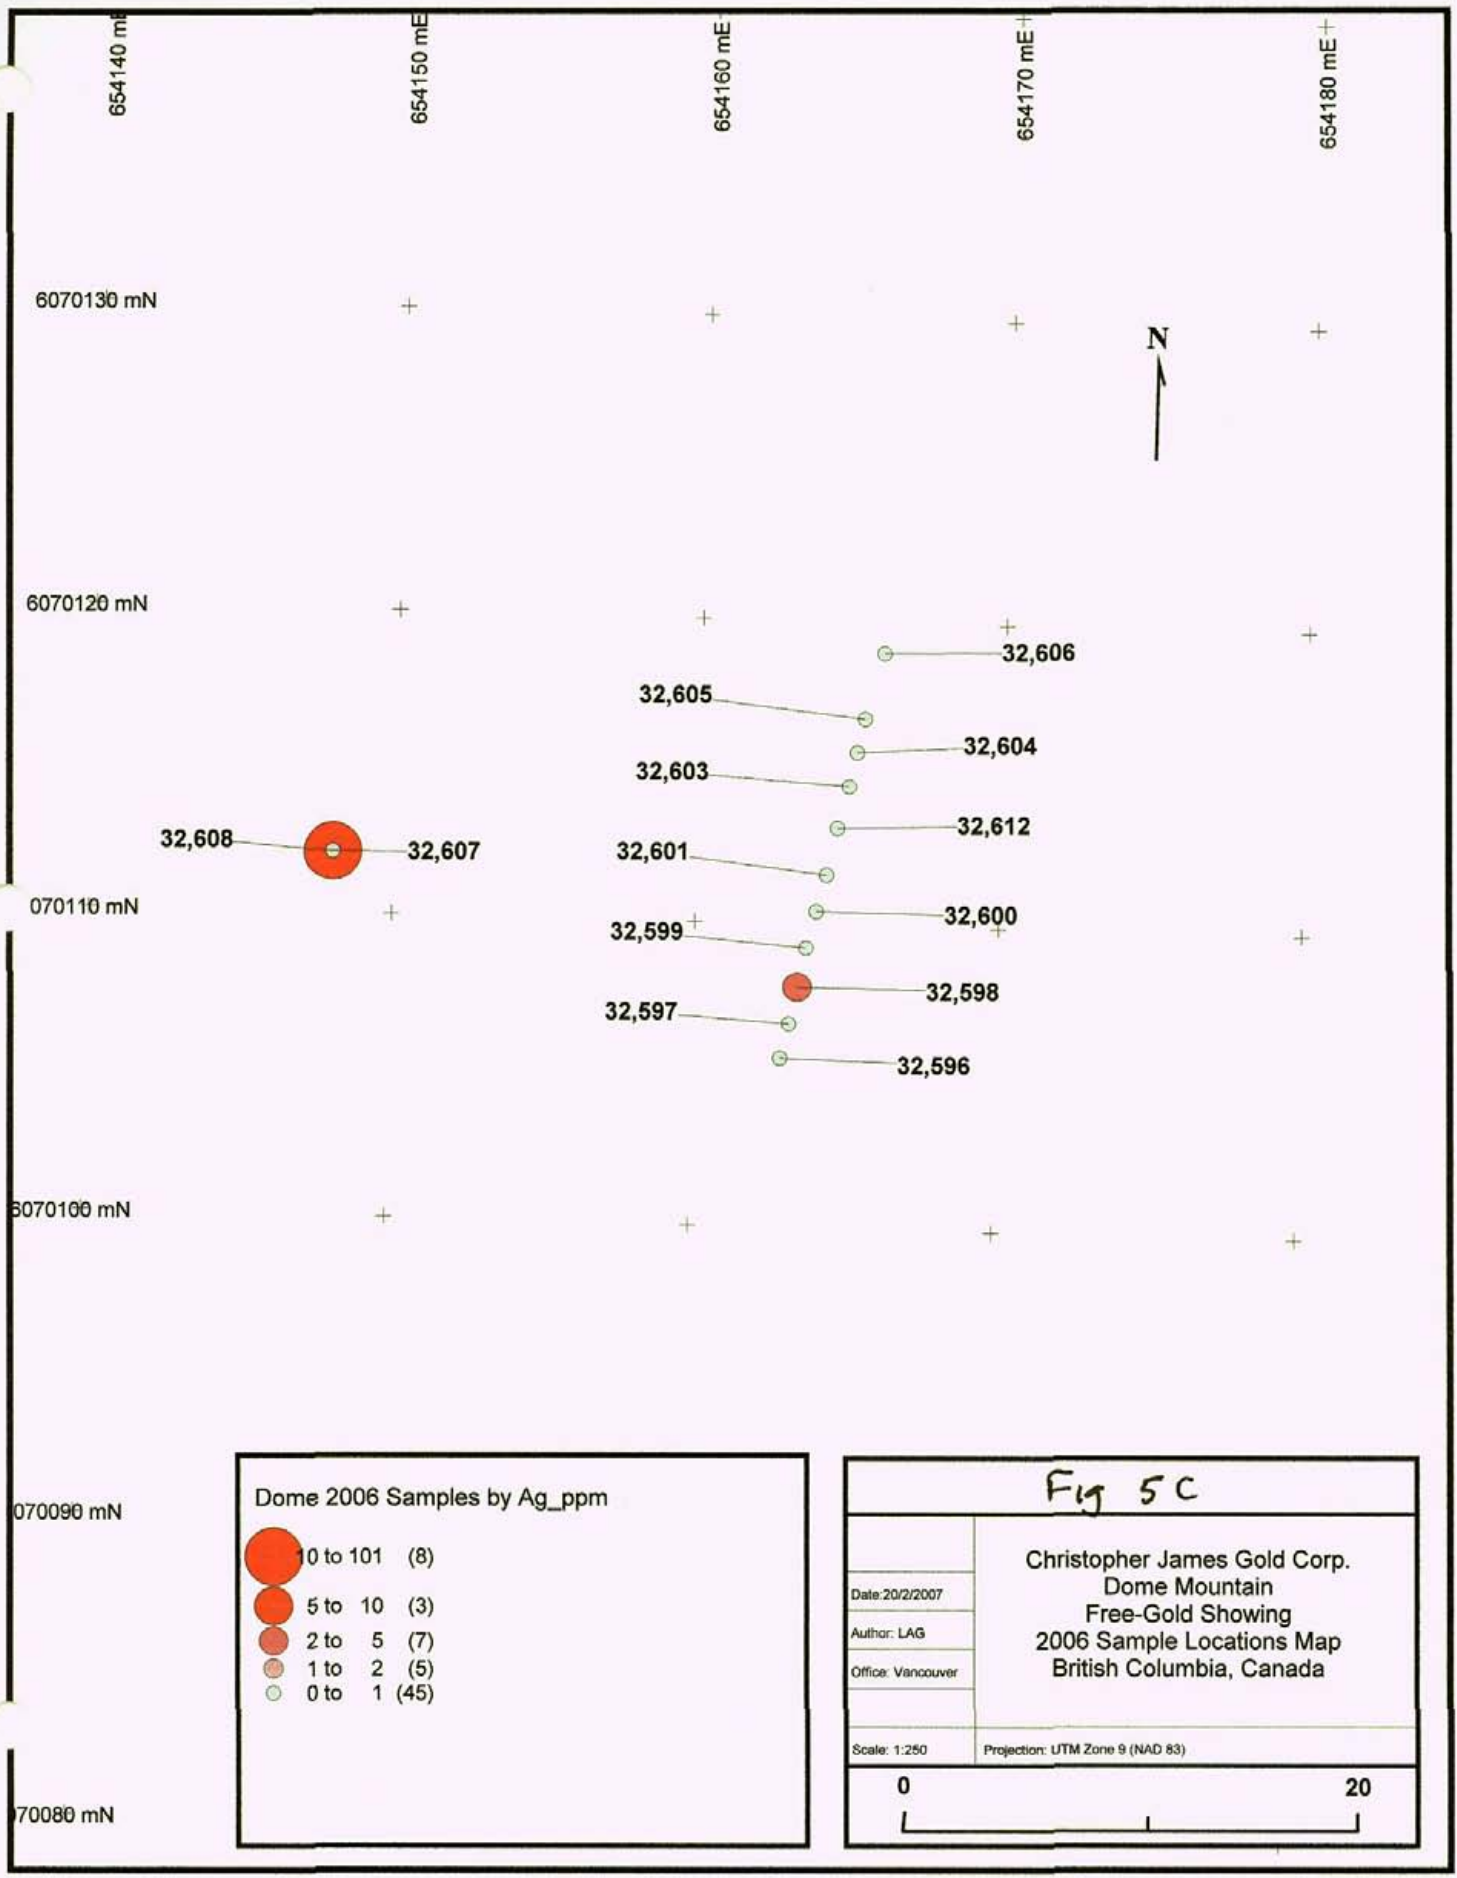 654140 mE
654150 mE
654160 mE
654170 mE
654180 mE
6070130 mN
N
6070120 mN
32,606
32,605
32,604
32,603
32,612
32,608
32,607
32,601
070110 mN
32,600
32,599
32,598
32,597
32,596
6070100 mN
Dome 2006 Samples by Ag_ppm
10 to 101 (8)
5 to 10 (3)
2 to 5 (7)
1 to 2 (5)
0 to 1 (45)
070090 mN
070080 mN
Fig 5C
Christopher James Gold Corp.
Dome Mountain
Free-Gold Showing
2006 Sample Locations Map
British Columbia, Canada
Date:20/2/2007
Author: LAG
Office: Vancouver
Scale: 1:250
Projection: UTM Zone 9 (NAD 83)
0 20